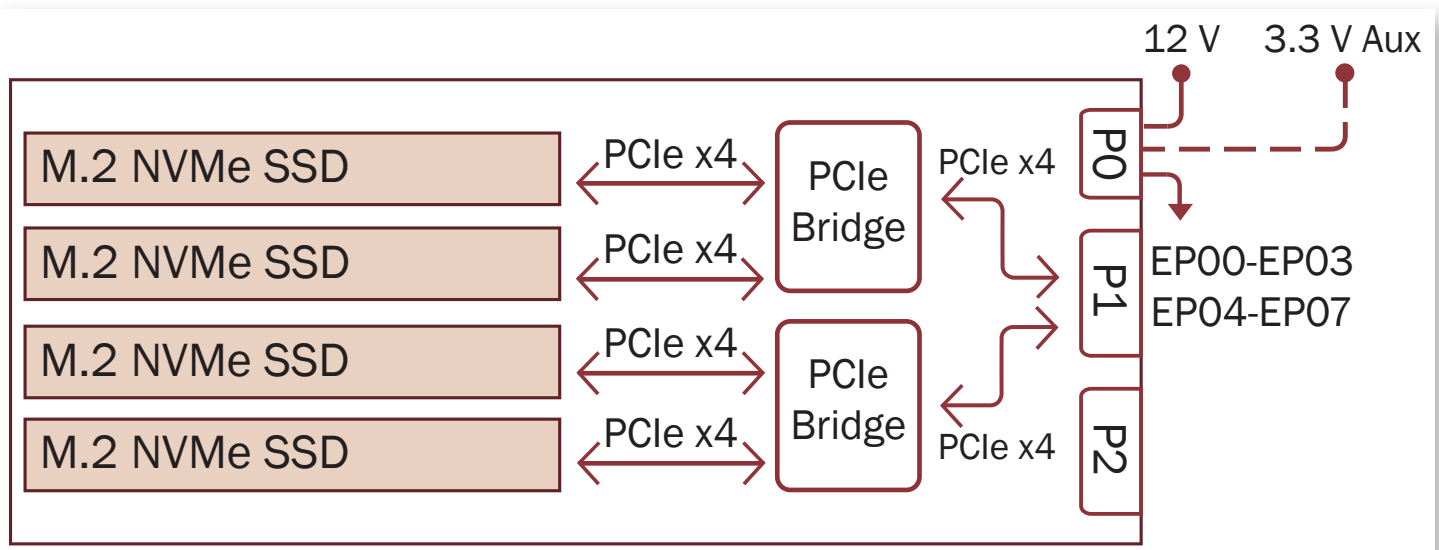 12 V
3.3 V Aux
M.2 NVMe SSD
PCIe x4
PCIe
Bridge
PCIe x4
P0
M.2 NVMe SSD
PCIe x4
P1
EP00-EP03
EP04-EP07
M.2 NVMe SSD
PCIe x4
PCIe
Bridge
PCIe x4
P2
M.2 NVMe SSD
PCIe x4